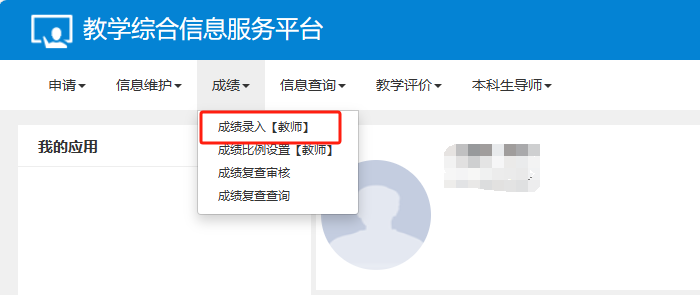 教学综合信息服务平台
申请 信息维护 成绩 信息查询 教学评价 本科生导师
成绩录入【教师】
成绩比例设置【教师】
成绩复查审核
成绩复查查询
我的应用